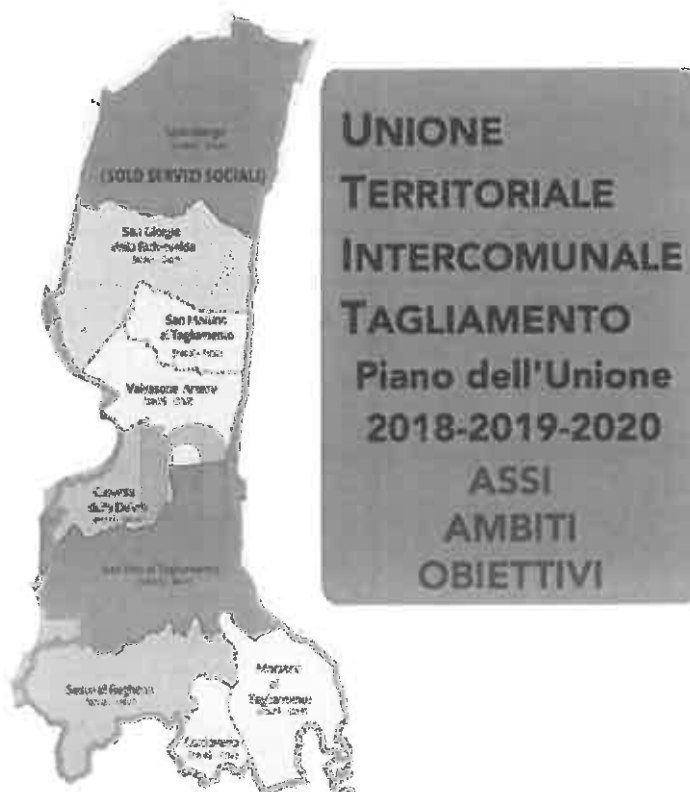 (SOLO SERVIZI SOCIALI)
San Giorgio
della Richinvelda
San Martino
al Tagliamento
Valvasone Arzene
Casarsa
della Delizia
San Vito al Tagliamento
Sesto al Reghena
Morsano
al
Tagliamento
Cordovado
UNIONE
TERRITORIALE
INTERCOMUNALE
TAGLIAMENTO
Piano dell'Unione
2018-2019-2020
ASSI
AMBITI
OBIETTIVI